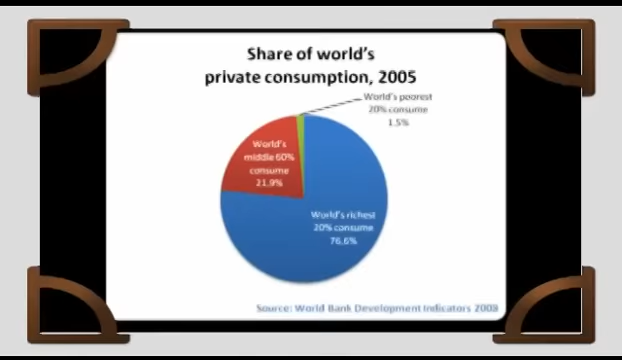 Share of world's
private consumption, 2005
World's poorest
20% consume
1.5%
World's
middle 60%
consume
21.9%
World's richest
20% consume
76.6%
Source: World Bank Development Indicators 2008